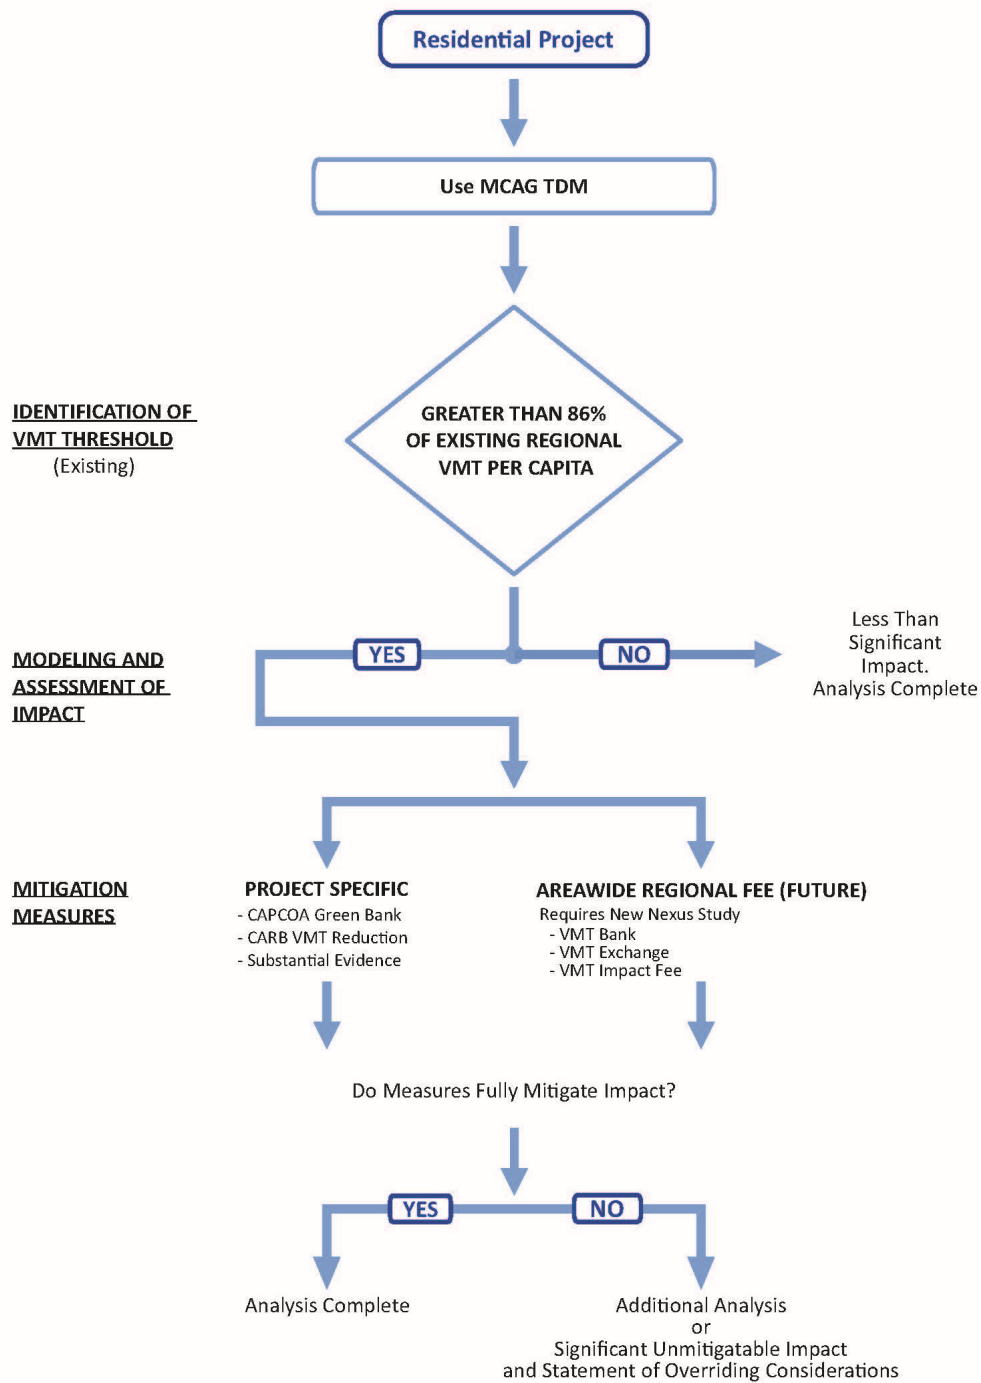 Residential Project
Use MCAG TDM
IDENTIFICATION OF
VMT THRESHOLD
(Existing)
GREATER THAN 86%
OF EXISTING REGIONAL
VMT PER CAPITA
MODELING AND
ASSESSMENT OF
IMPACT
YES
NO
Less Than
Significant
Impact.
Analysis Complete
MITIGATION
MEASURES
PROJECT SPECIFIC
- CAPCOA Green Bank
- CARB VMT Reduction
- Substantial Evidence
AREAWIDE REGIONAL FEE (FUTURE)
Requires New Nexus Study
- VMT Bank
- VMT Exchange
- VMT Impact Fee
Do Measures Fully Mitigate Impact?
YES
NO
Analysis Complete
Additional Analysis
or
Significant Unmitigatable Impact
and Statement of Overriding Considerations